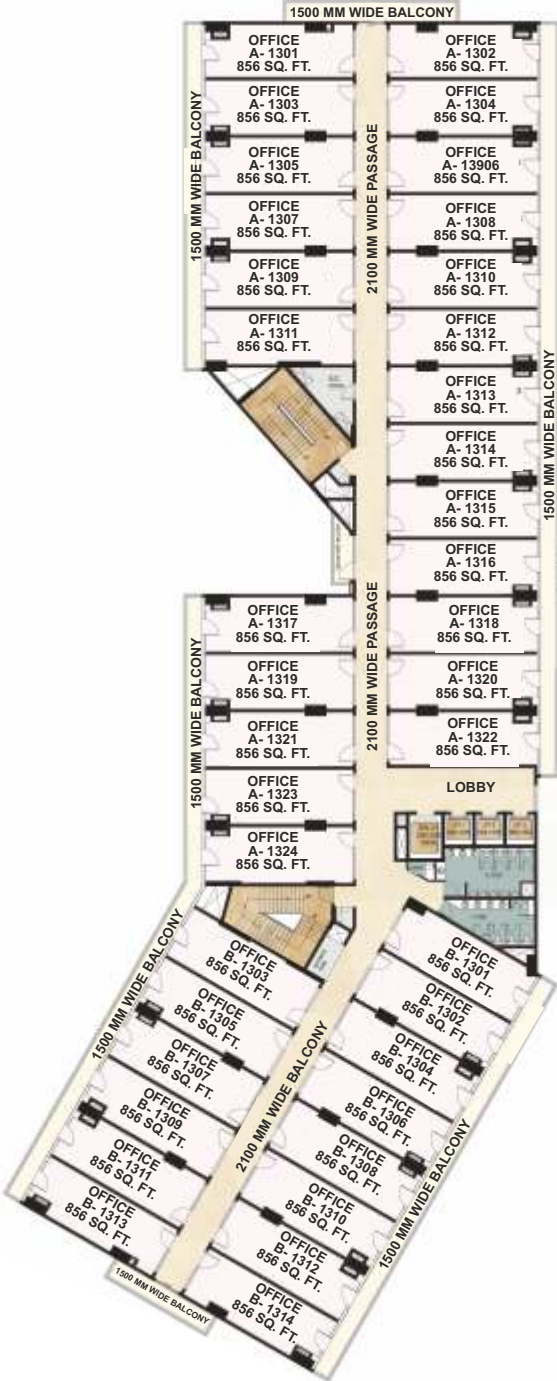 1500 MM WIDE BALCONY
OFFICE
A- 1301
856 SQ. FT.
OFFICE
A- 1302
856 SQ. FT.
OFFICE
A- 1303
856 SQ. FT.
OFFICE
A- 1304
856 SQ. FT.
OFFICE
A- 1305
856 SQ. FT.
OFFICE
A- 13906
856 SQ. FT.
OFFICE
A- 1307
856 SQ. FT.
OFFICE
A- 1308
856 SQ. FT.
OFFICE
A- 1309
856 SQ. FT.
OFFICE
A- 1310
856 SQ. FT.
OFFICE
A- 1311
856 SQ. FT.
OFFICE
A- 1312
856 SQ. FT.
1500 MM WIDE BALCONY
2100 MM WIDE PASSAGE
1500 MM WIDE BALCONY
OFFICE
A- 1313
856 SQ. FT.
OFFICE
A- 1314
856 SQ. FT.
OFFICE
A- 1315
856 SQ. FT.
OFFICE
A- 1316
856 SQ. FT.
OFFICE
A- 1317
856 SQ. FT.
OFFICE
A- 1318
856 SQ. FT.
OFFICE
A- 1319
856 SQ. FT.
OFFICE
A- 1320
856 SQ. FT.
OFFICE
A- 1321
856 SQ. FT.
OFFICE
A- 1322
856 SQ. FT.
OFFICE
A- 1323
856 SQ. FT.
OFFICE
A- 1324
856 SQ. FT.
1500 MM WIDE BALCONY
2100 MM WIDE PASSAGE
LOBBY
OFFICE
B- 1303
856 SQ. FT.
OFFICE
B- 1301
856 SQ. FT.
OFFICE
B- 1305
856 SQ. FT.
OFFICE
B- 1302
856 SQ. FT.
OFFICE
B- 1307
856 SQ. FT.
OFFICE
B- 1304
856 SQ. FT.
OFFICE
B- 1309
856 SQ. FT.
OFFICE
B- 1306
856 SQ. FT.
OFFICE
B- 1311
856 SQ. FT.
OFFICE
B- 1308
856 SQ. FT.
OFFICE
B- 1313
856 SQ. FT.
OFFICE
B- 1310
856 SQ. FT.
OFFICE
B- 1312
856 SQ. FT.
OFFICE
B- 1314
856 SQ. FT.
1500 MM WIDE BALCONY
2100 MM WIDE BALCONY
1500 MM WIDE BALCONY
1500 MM WIDE BALCONY